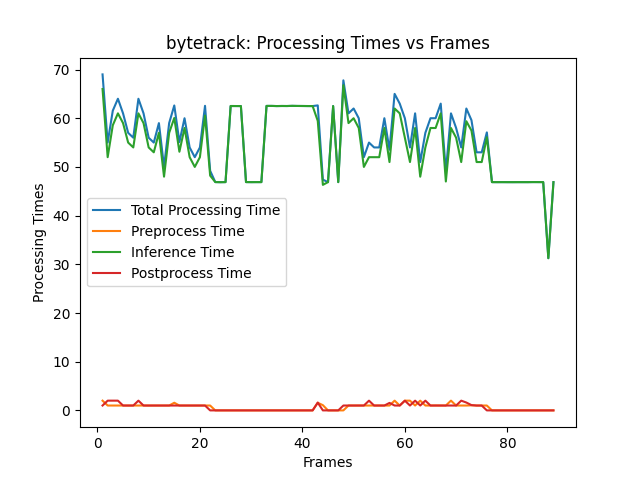 bytetrack: Processing Times vs Frames
70
60
50
40
30
20
10
0
Processing Times
Total Processing Time
Preprocess Time
Inference Time
Postprocess Time
0 20 40 60 80
Frames